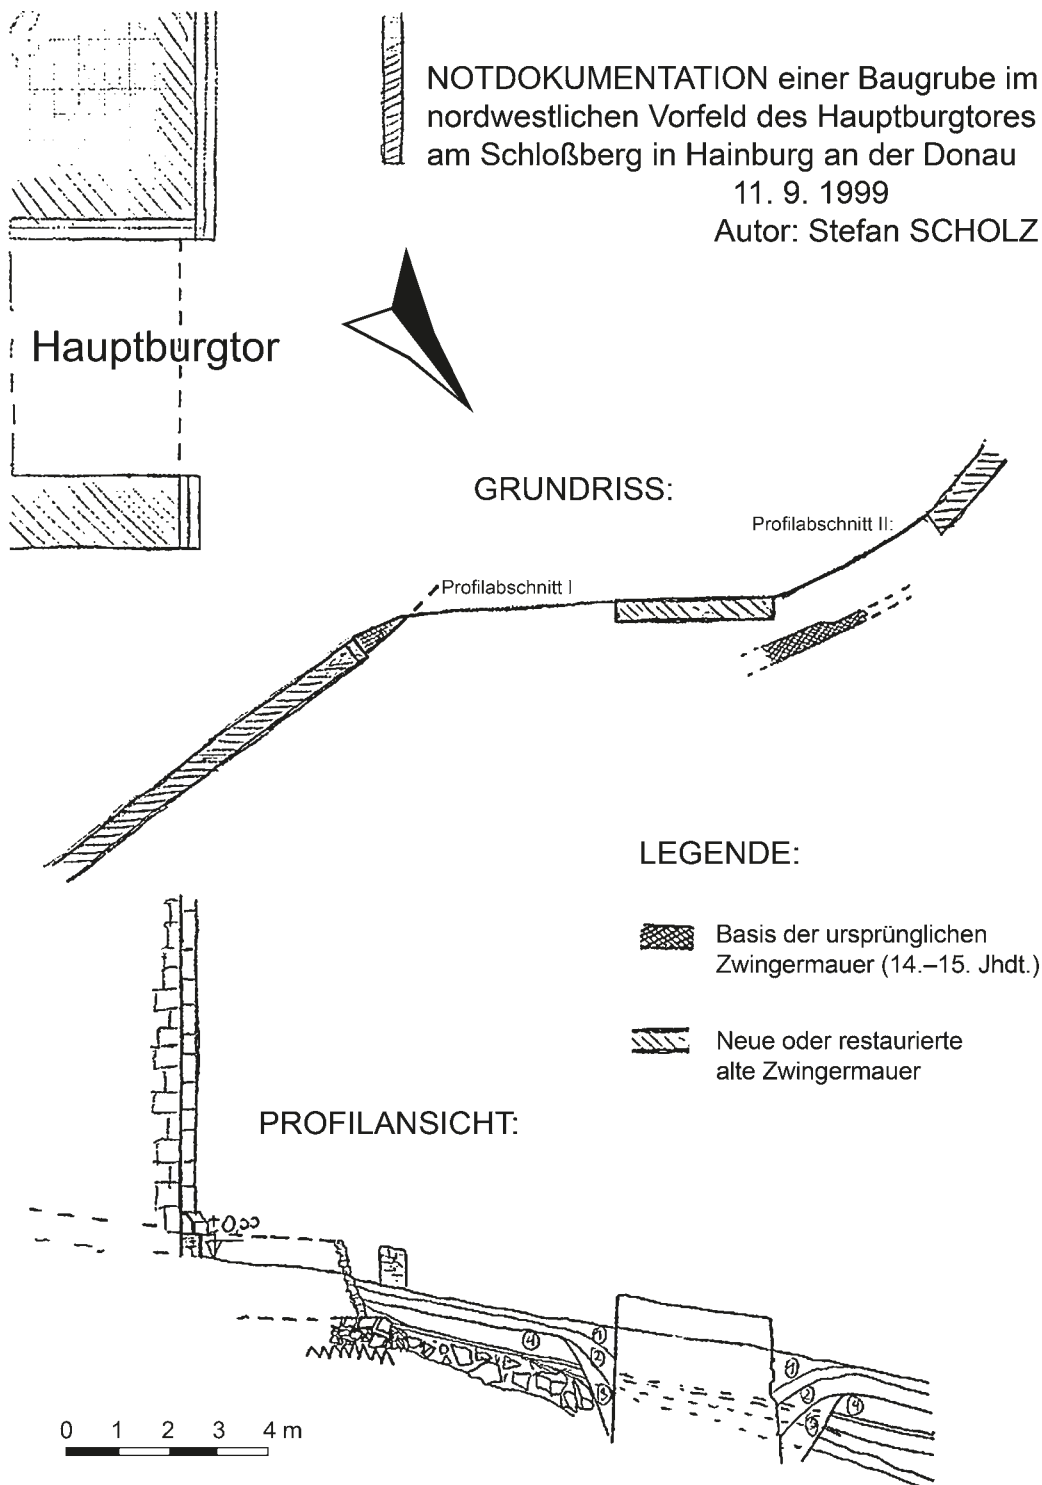 NOTDOKUMENTATION einer Baugrube im
nordwestlichen Vorfeld des Hauptburgtores
am Schloßberg in Hainburg an der Donau
11. 9. 1999
Autor: Stefan SCHOLZ
Hauptburgtor
GRUNDRISS:
Profilabschnitt II:
Profilabschnitt I
LEGENDE:
Basis der ursprünglichen
Zwingermauer (14.–15. Jhdt.)
Neue oder restaurierte
alte Zwingermauer
PROFILANSICHT:
±0,00
4 1
2
3
1
2 4
0 1 2 3 4 m